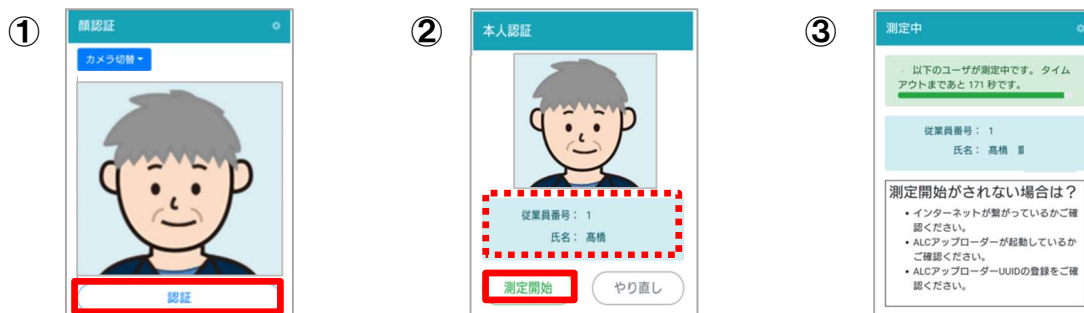 ①
顔認証
カメラ切替
認証
②
本人認証
従業員番号： 1
氏名： 髙橋
測定開始
やり直し
③
測定中
以下のユーザが測定中です。 タイム
アウトまであと 171 秒です。
従業員番号： 1
氏名： 髙橋
測定開始がされない場合は？
• インターネットが繋がっているかご確
認ください。
• ALCアップローダーが起動しているか
ご確認ください。
• ALCアップローダーUUIDの登録をご確
認ください。